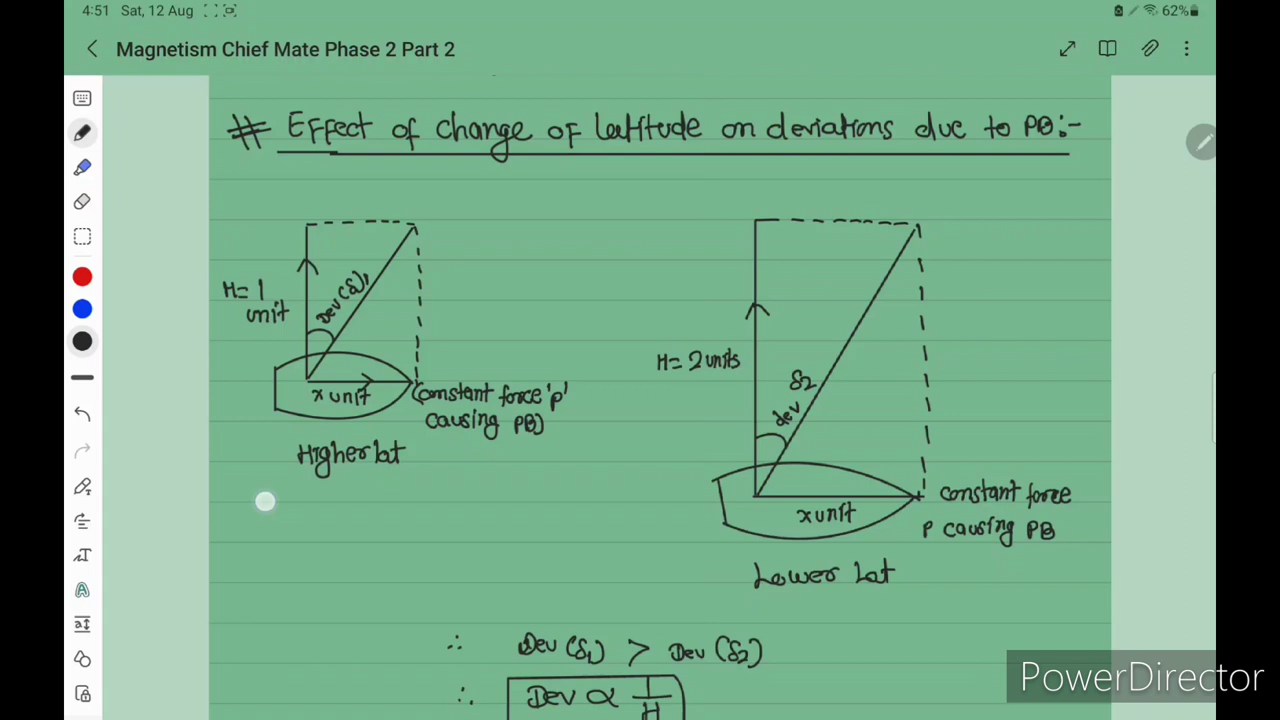 4:51 Sat, 12 Aug
62%
Magnetism Chief Mate Phase 2 Part 2
# Effect of change of latitude on deviations due to PB:-
H= 1
unit
Dev (δ)1
x unit
(constant force 'p'
causing PB)
Higher lat
H= 2 units
dev δ2
x unit
constant force
P causing PB
Lower Lat
∴ Dev (δ1) > Dev (δ2)
∴ Dev ∝ 1/H
PowerDirector